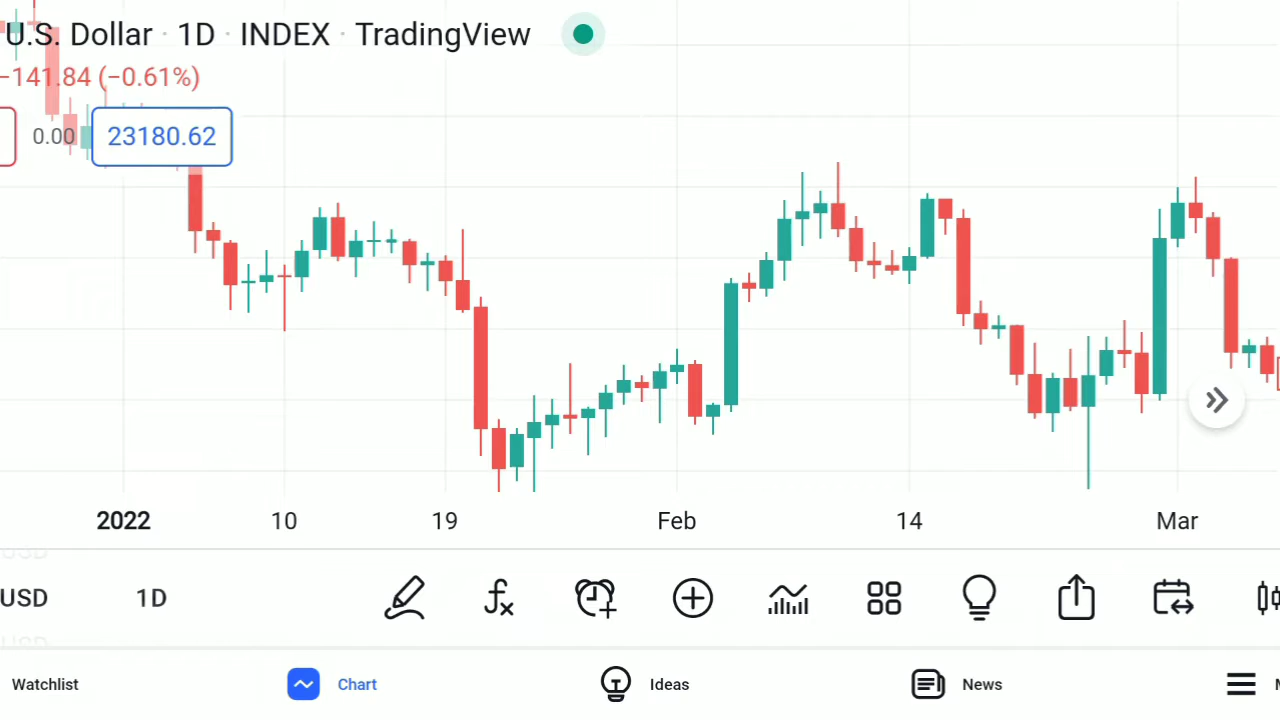 U.S. Dollar · 1D · INDEX · TradingView
−141.84 (−0.61%)
0.00 23180.62
2022 10 19 Feb 14 Mar
USD 1D
Watchlist Chart Ideas News